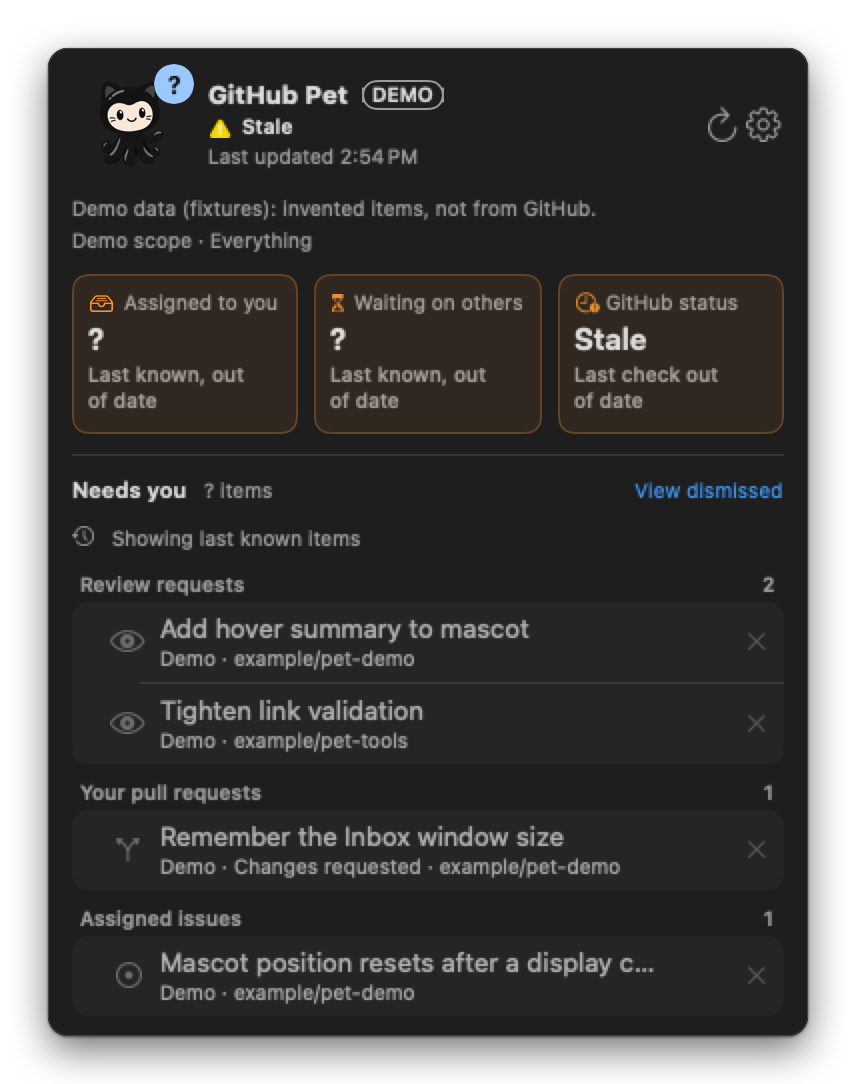 ?
GitHub Pet DEMO
Stale
Last updated 2:54 PM
Demo data (fixtures): invented items, not from GitHub.
Demo scope · Everything
Assigned to you
?
Last known, out
of date
Waiting on others
?
Last known, out
of date
GitHub status
Stale
Last check out
of date
Needs you ? items View dismissed
Showing last known items
Review requests 2
Add hover summary to mascot
Demo · example/pet-demo
Tighten link validation
Demo · example/pet-tools
Your pull requests 1
Remember the Inbox window size
Demo · Changes requested · example/pet-demo
Assigned issues 1
Mascot position resets after a display c...
Demo · example/pet-demo